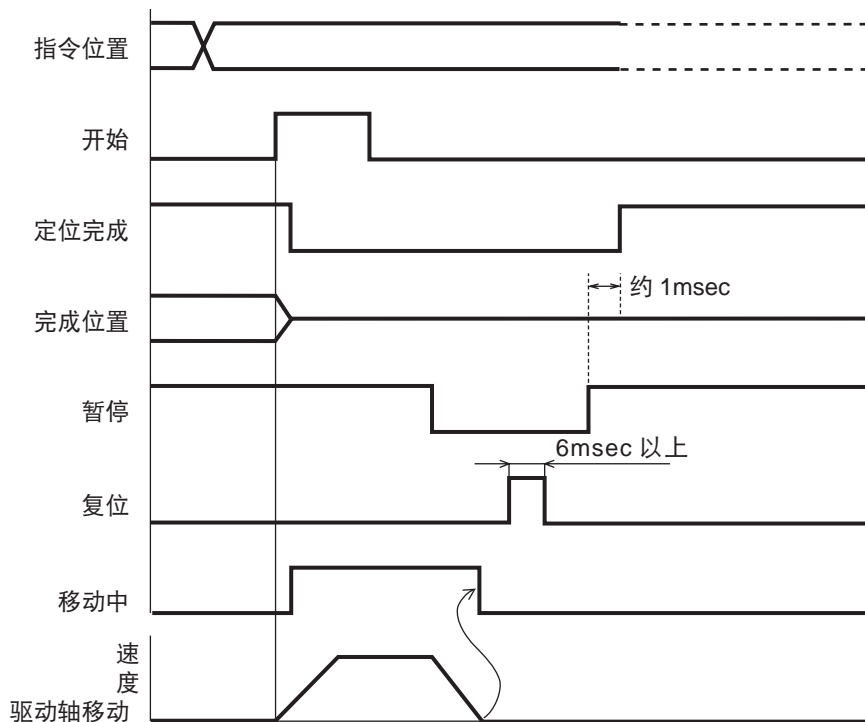 指令位置
开始
定位完成
约 1msec
完成位置
暂停
6msec 以上
复位
移动中
速度
驱动轴移动